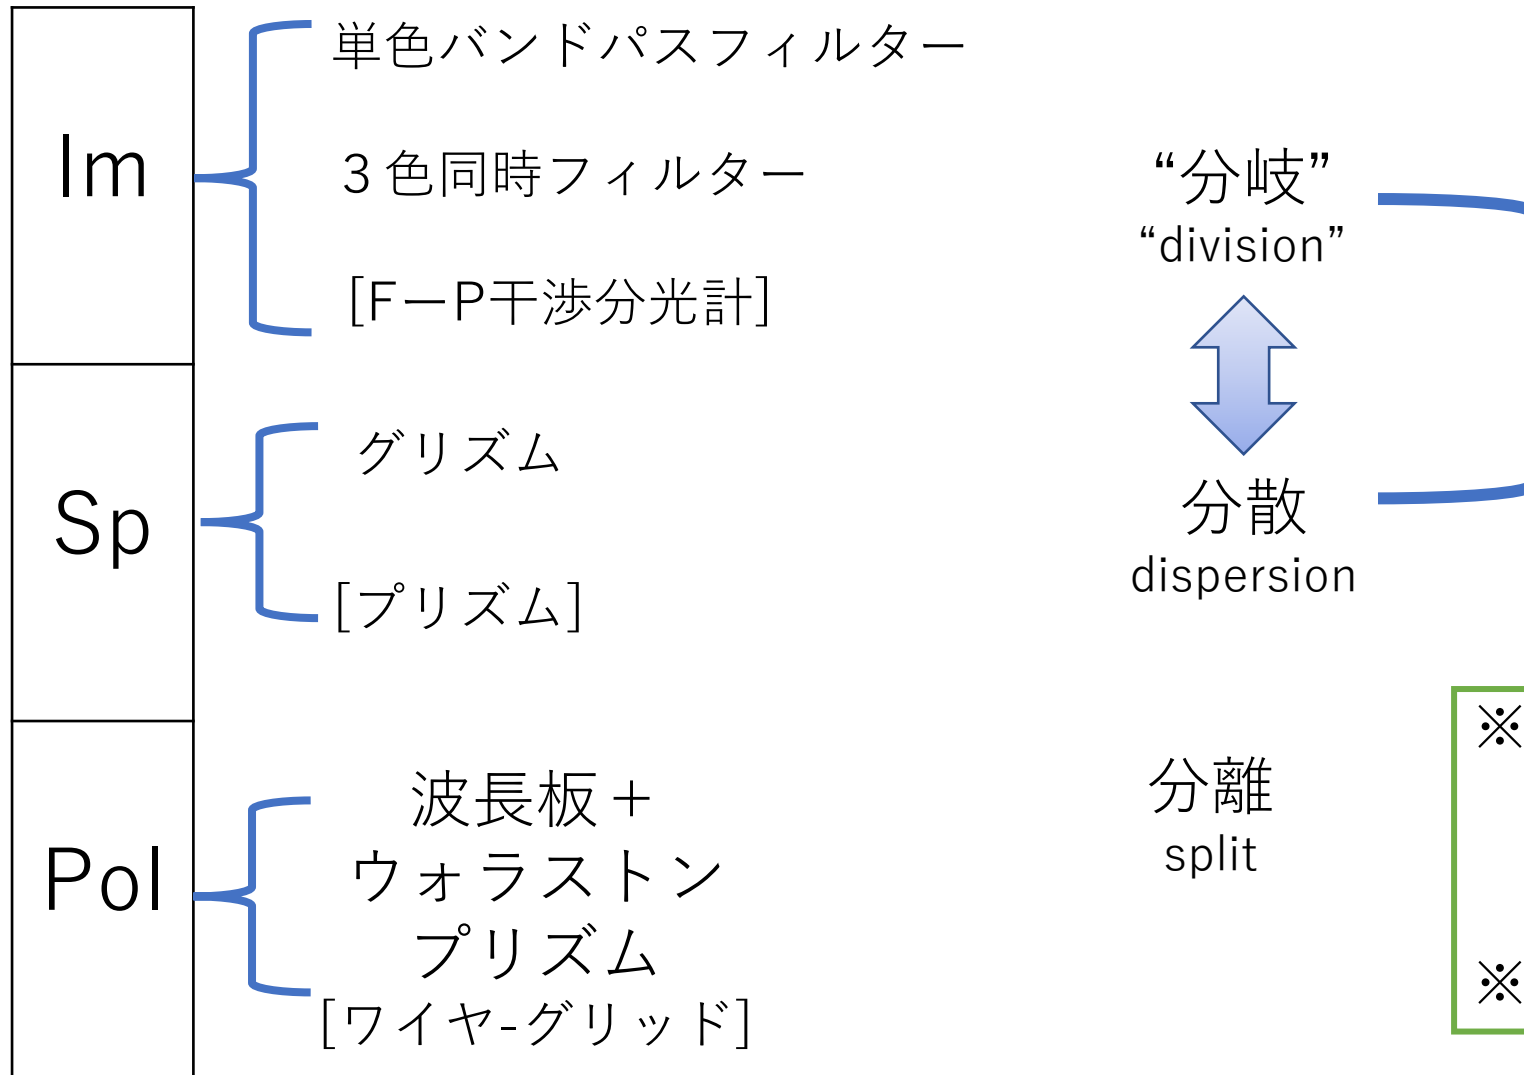 Im
単色バンドパスフィルター
３色同時フィルター
[FーP干渉分光計]
“分岐”
“division”
Sp
グリズム
[プリズム]
分散
dispersion
Pol
波長板＋
ウォラストン
プリズム
[ワイヤ-グリッド]
分離
split
※
※